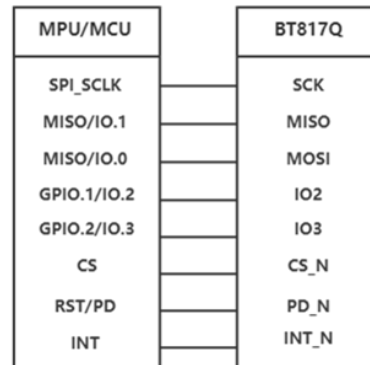 MPU/MCU BT817Q
SPI_SCLK SCK
MISO/IO.1 MISO
MISO/IO.0 MOSI
GPIO.1/IO.2 IO2
GPIO.2/IO.3 IO3
CS CS_N
RST/PD PD_N
INT INT_N